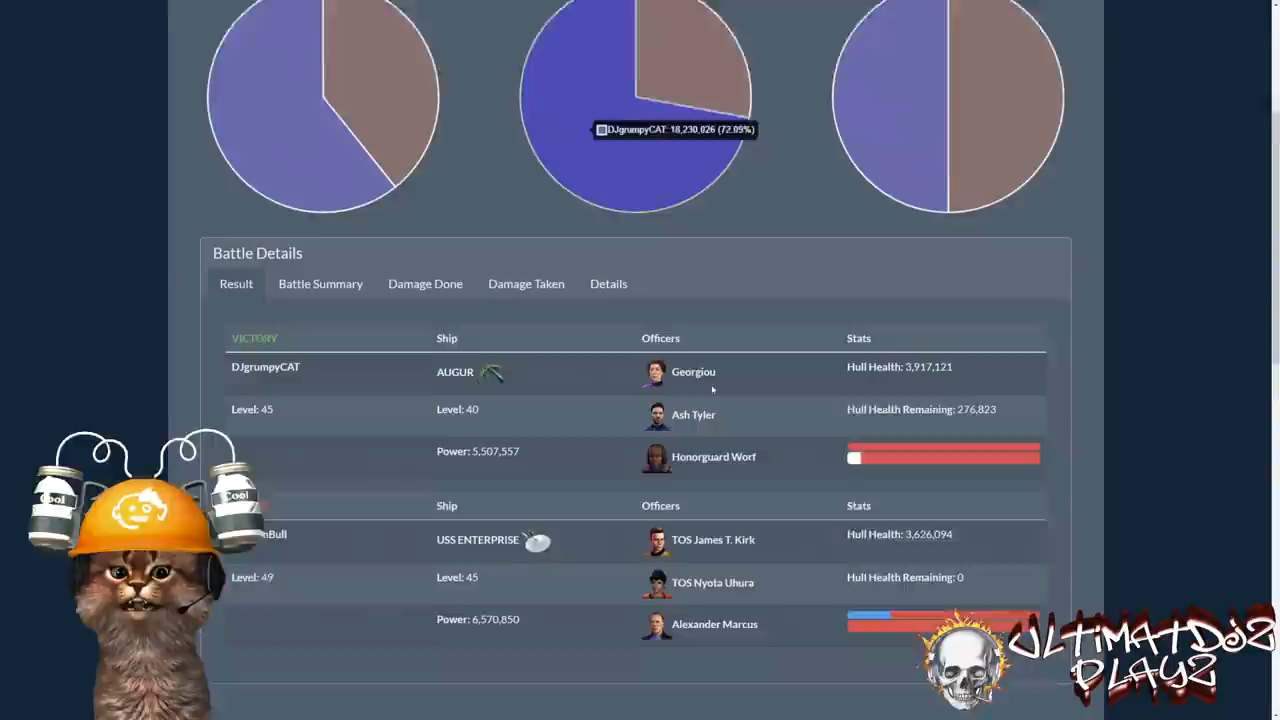 DJgrumpyCAT: 18,230,026 (72.09%)
Battle Details
Result Battle Summary Damage Done Damage Taken Details
VICTORY Ship Officers Stats
DJgrumpyCAT AUGUR Georgiou Hull Health: 3,917,121
Level: 45 Level: 40 Ash Tyler Hull Health Remaining: 276,823
Power: 5,507,557 Honorguard Worf
Ship Officers Stats
nBull USS ENTERPRISE TOS James T. Kirk Hull Health: 3,626,094
Level: 49 Level: 45 TOS Nyota Uhura Hull Health Remaining: 0
Power: 6,570,850 Alexander Marcus
Cool Cool
ULTiMATDJZ
PLAYZ